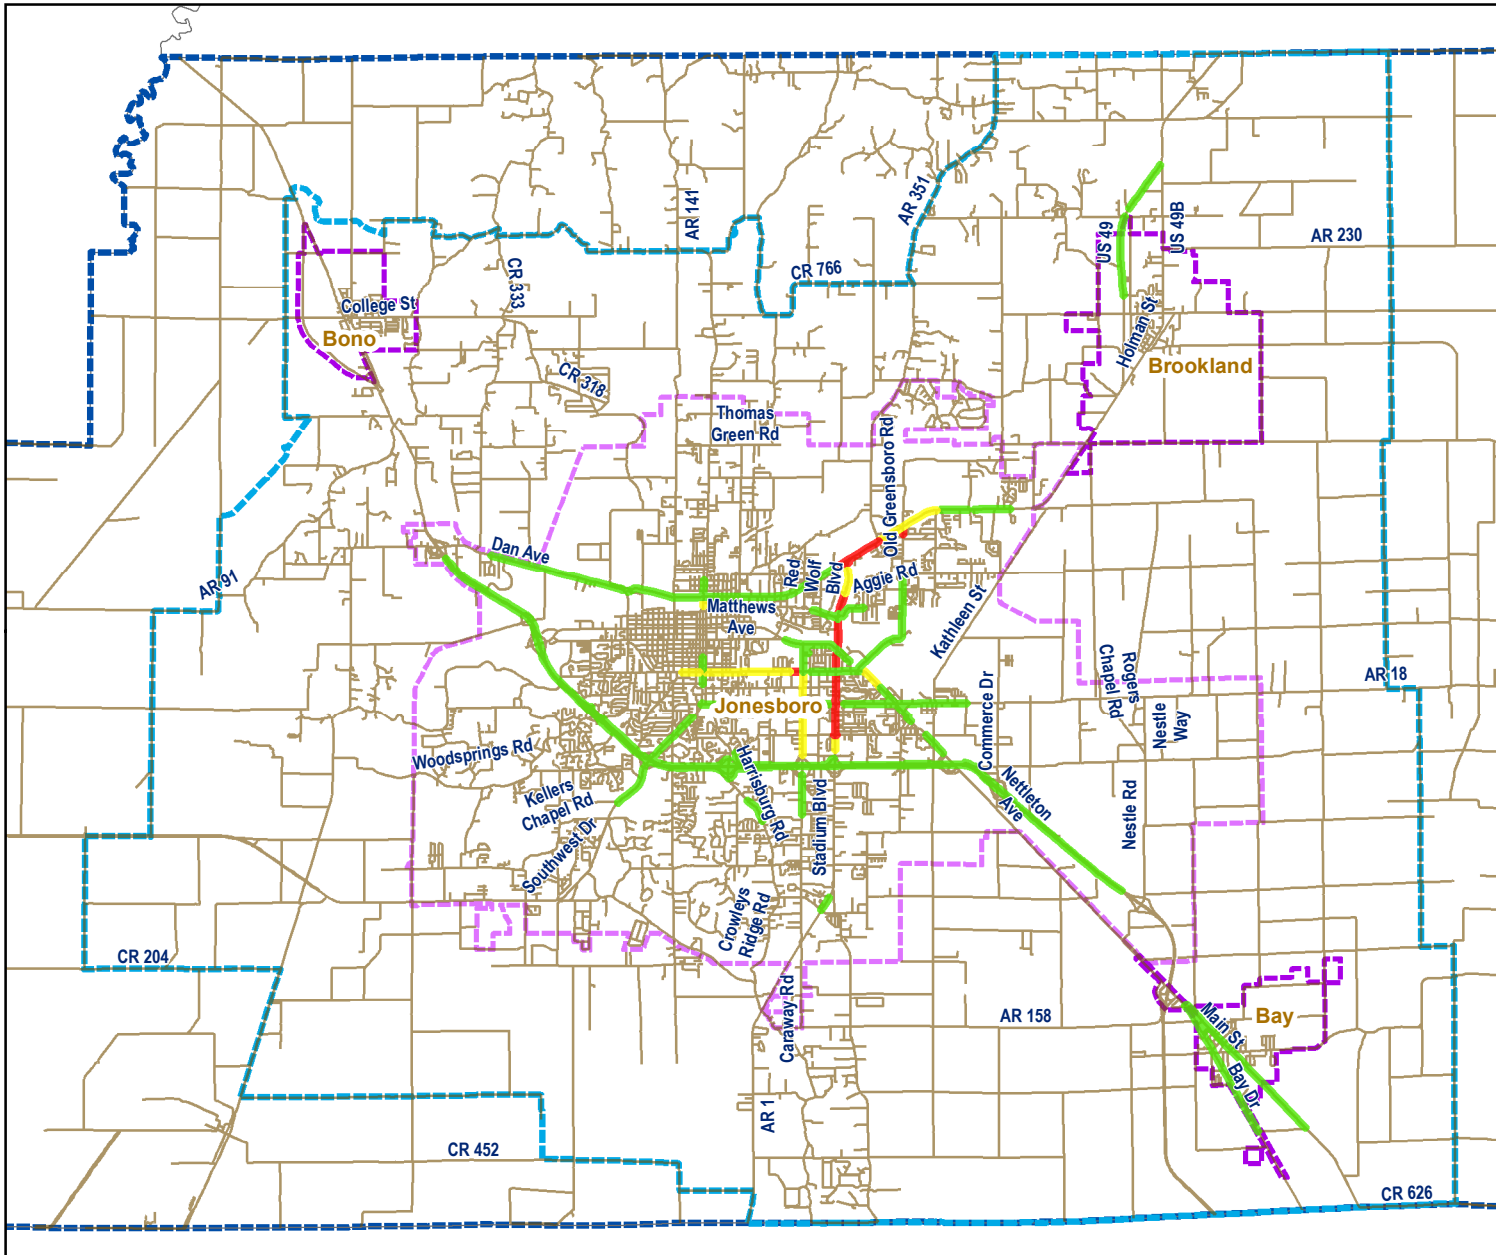 AR 141
AR 351
US 49
US 49B
AR 230
CR 766
CR 333
College St
Bono
Holman St
Brookland
CR 318
Thomas
Green Rd
Old Greensboro Rd
Dan Ave
Red
Wolf
Blvd
Aggie Rd
AR 91
Matthews
Ave
Kathleen St
Rogers
Chapel Rd
AR 18
Jonesboro
Commerce Dr
Nestle
Way
Woodsprings Rd
Harrisburg Rd
Kellers
Chapel Rd
Nettleton
Ave
Stadium Blvd
Nestle Rd
Southwest Dr
Crowleys
Ridge Rd
CR 204
Caraway Rd
AR 158
Main St
Bay
Bay Dr
AR 1
CR 452
CR 626